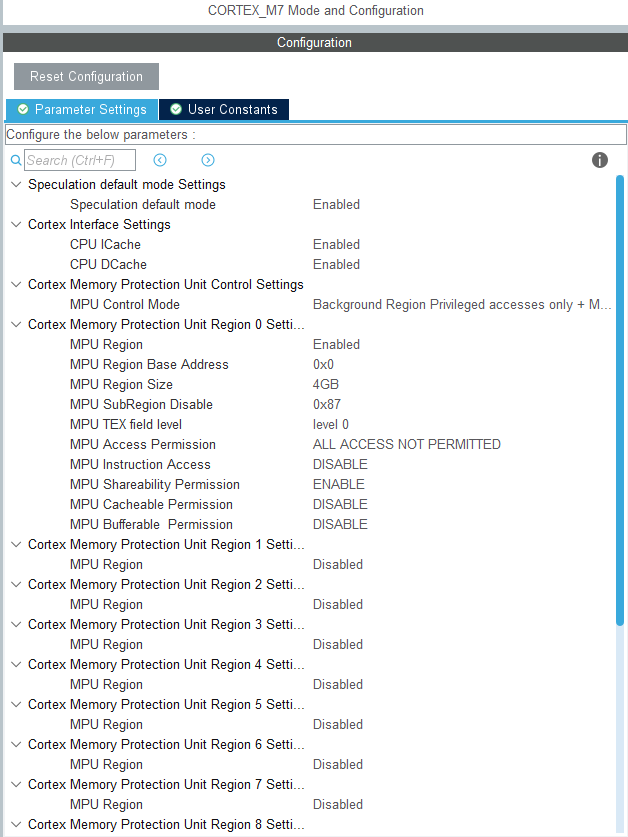 CORTEX_M7 Mode and Configuration
Configuration
Reset Configuration
Parameter Settings User Constants
Configure the below parameters :
Search (Ctrl+F)
Speculation default mode Settings
Speculation default mode Enabled
Cortex Interface Settings
CPU ICache Enabled
CPU DCache Enabled
Cortex Memory Protection Unit Control Settings
MPU Control Mode Background Region Privileged accesses only + M...
Cortex Memory Protection Unit Region 0 Setti...
MPU Region Enabled
MPU Region Base Address 0x0
MPU Region Size 4GB
MPU SubRegion Disable 0x87
MPU TEX field level level 0
MPU Access Permission ALL ACCESS NOT PERMITTED
MPU Instruction Access DISABLE
MPU Shareability Permission ENABLE
MPU Cacheable Permission DISABLE
MPU Bufferable  Permission DISABLE
Cortex Memory Protection Unit Region 1 Setti...
MPU Region Disabled
Cortex Memory Protection Unit Region 2 Setti...
MPU Region Disabled
Cortex Memory Protection Unit Region 3 Setti...
MPU Region Disabled
Cortex Memory Protection Unit Region 4 Setti...
MPU Region Disabled
Cortex Memory Protection Unit Region 5 Setti...
MPU Region Disabled
Cortex Memory Protection Unit Region 6 Setti...
MPU Region Disabled
Cortex Memory Protection Unit Region 7 Setti...
MPU Region Disabled
Cortex Memory Protection Unit Region 8 Setti...